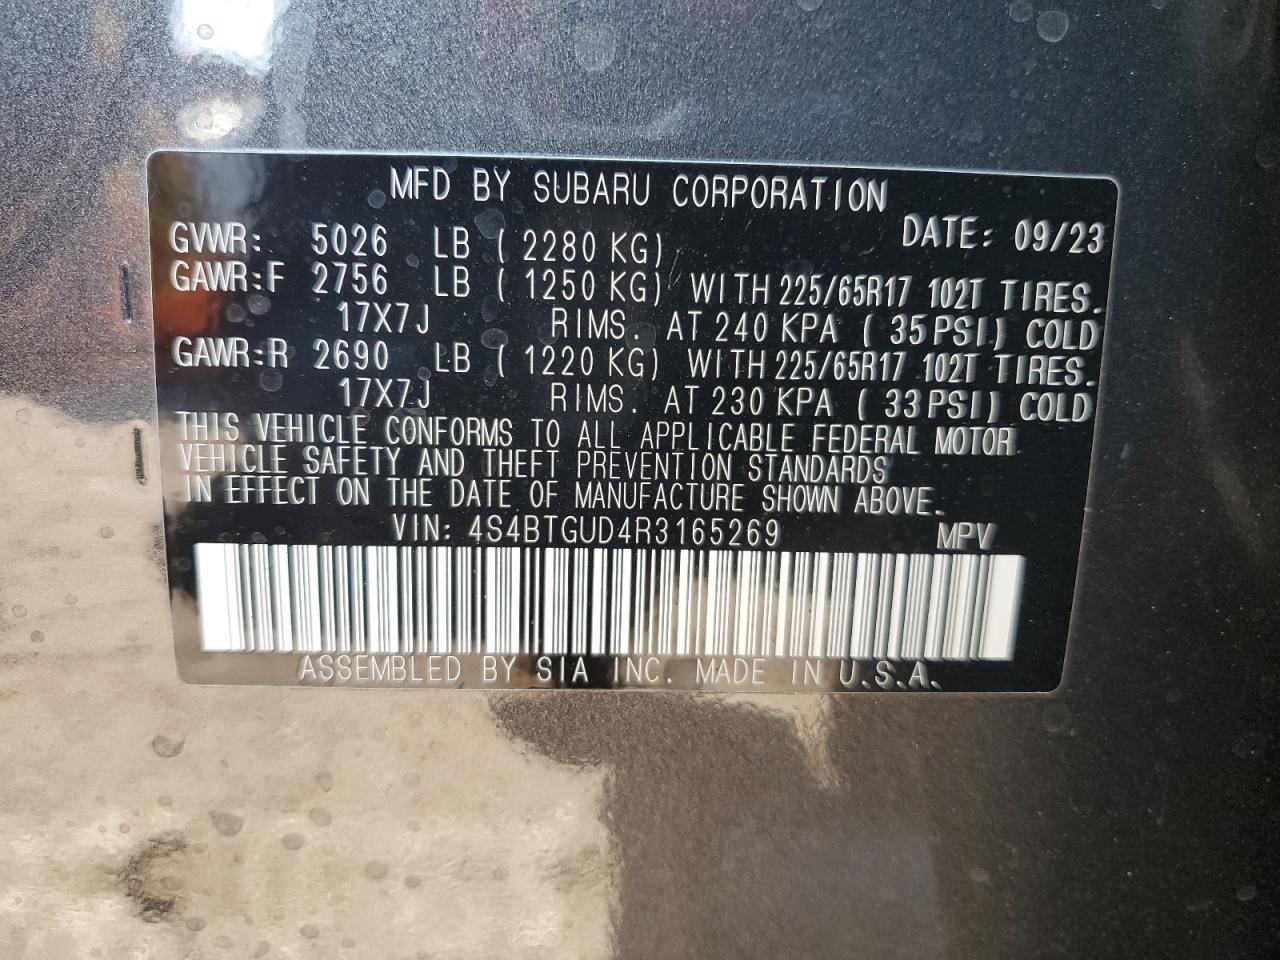 MFD BY SUBARU CORPORATION
GVWR: 5026 LB ( 2280 KG) DATE: 09/23
GAWR:F 2756 LB ( 1250 KG) WITH 225/65R17 102T TIRES.
17X7J RIMS. AT 240 KPA ( 35 PSI) COLD
GAWR:R 2690 LB ( 1220 KG) WITH 225/65R17 102T TIRES.
17X7J RIMS. AT 230 KPA ( 33 PSI) COLD
THIS VEHICLE CONFORMS TO ALL APPLICABLE FEDERAL MOTOR
VEHICLE SAFETY AND THEFT PREVENTION STANDARDS
IN EFFECT ON THE DATE OF MANUFACTURE SHOWN ABOVE.
VIN: 4S4BTGUD4R3165269 MPV
ASSEMBLED BY SIA INC. MADE IN U.S.A.